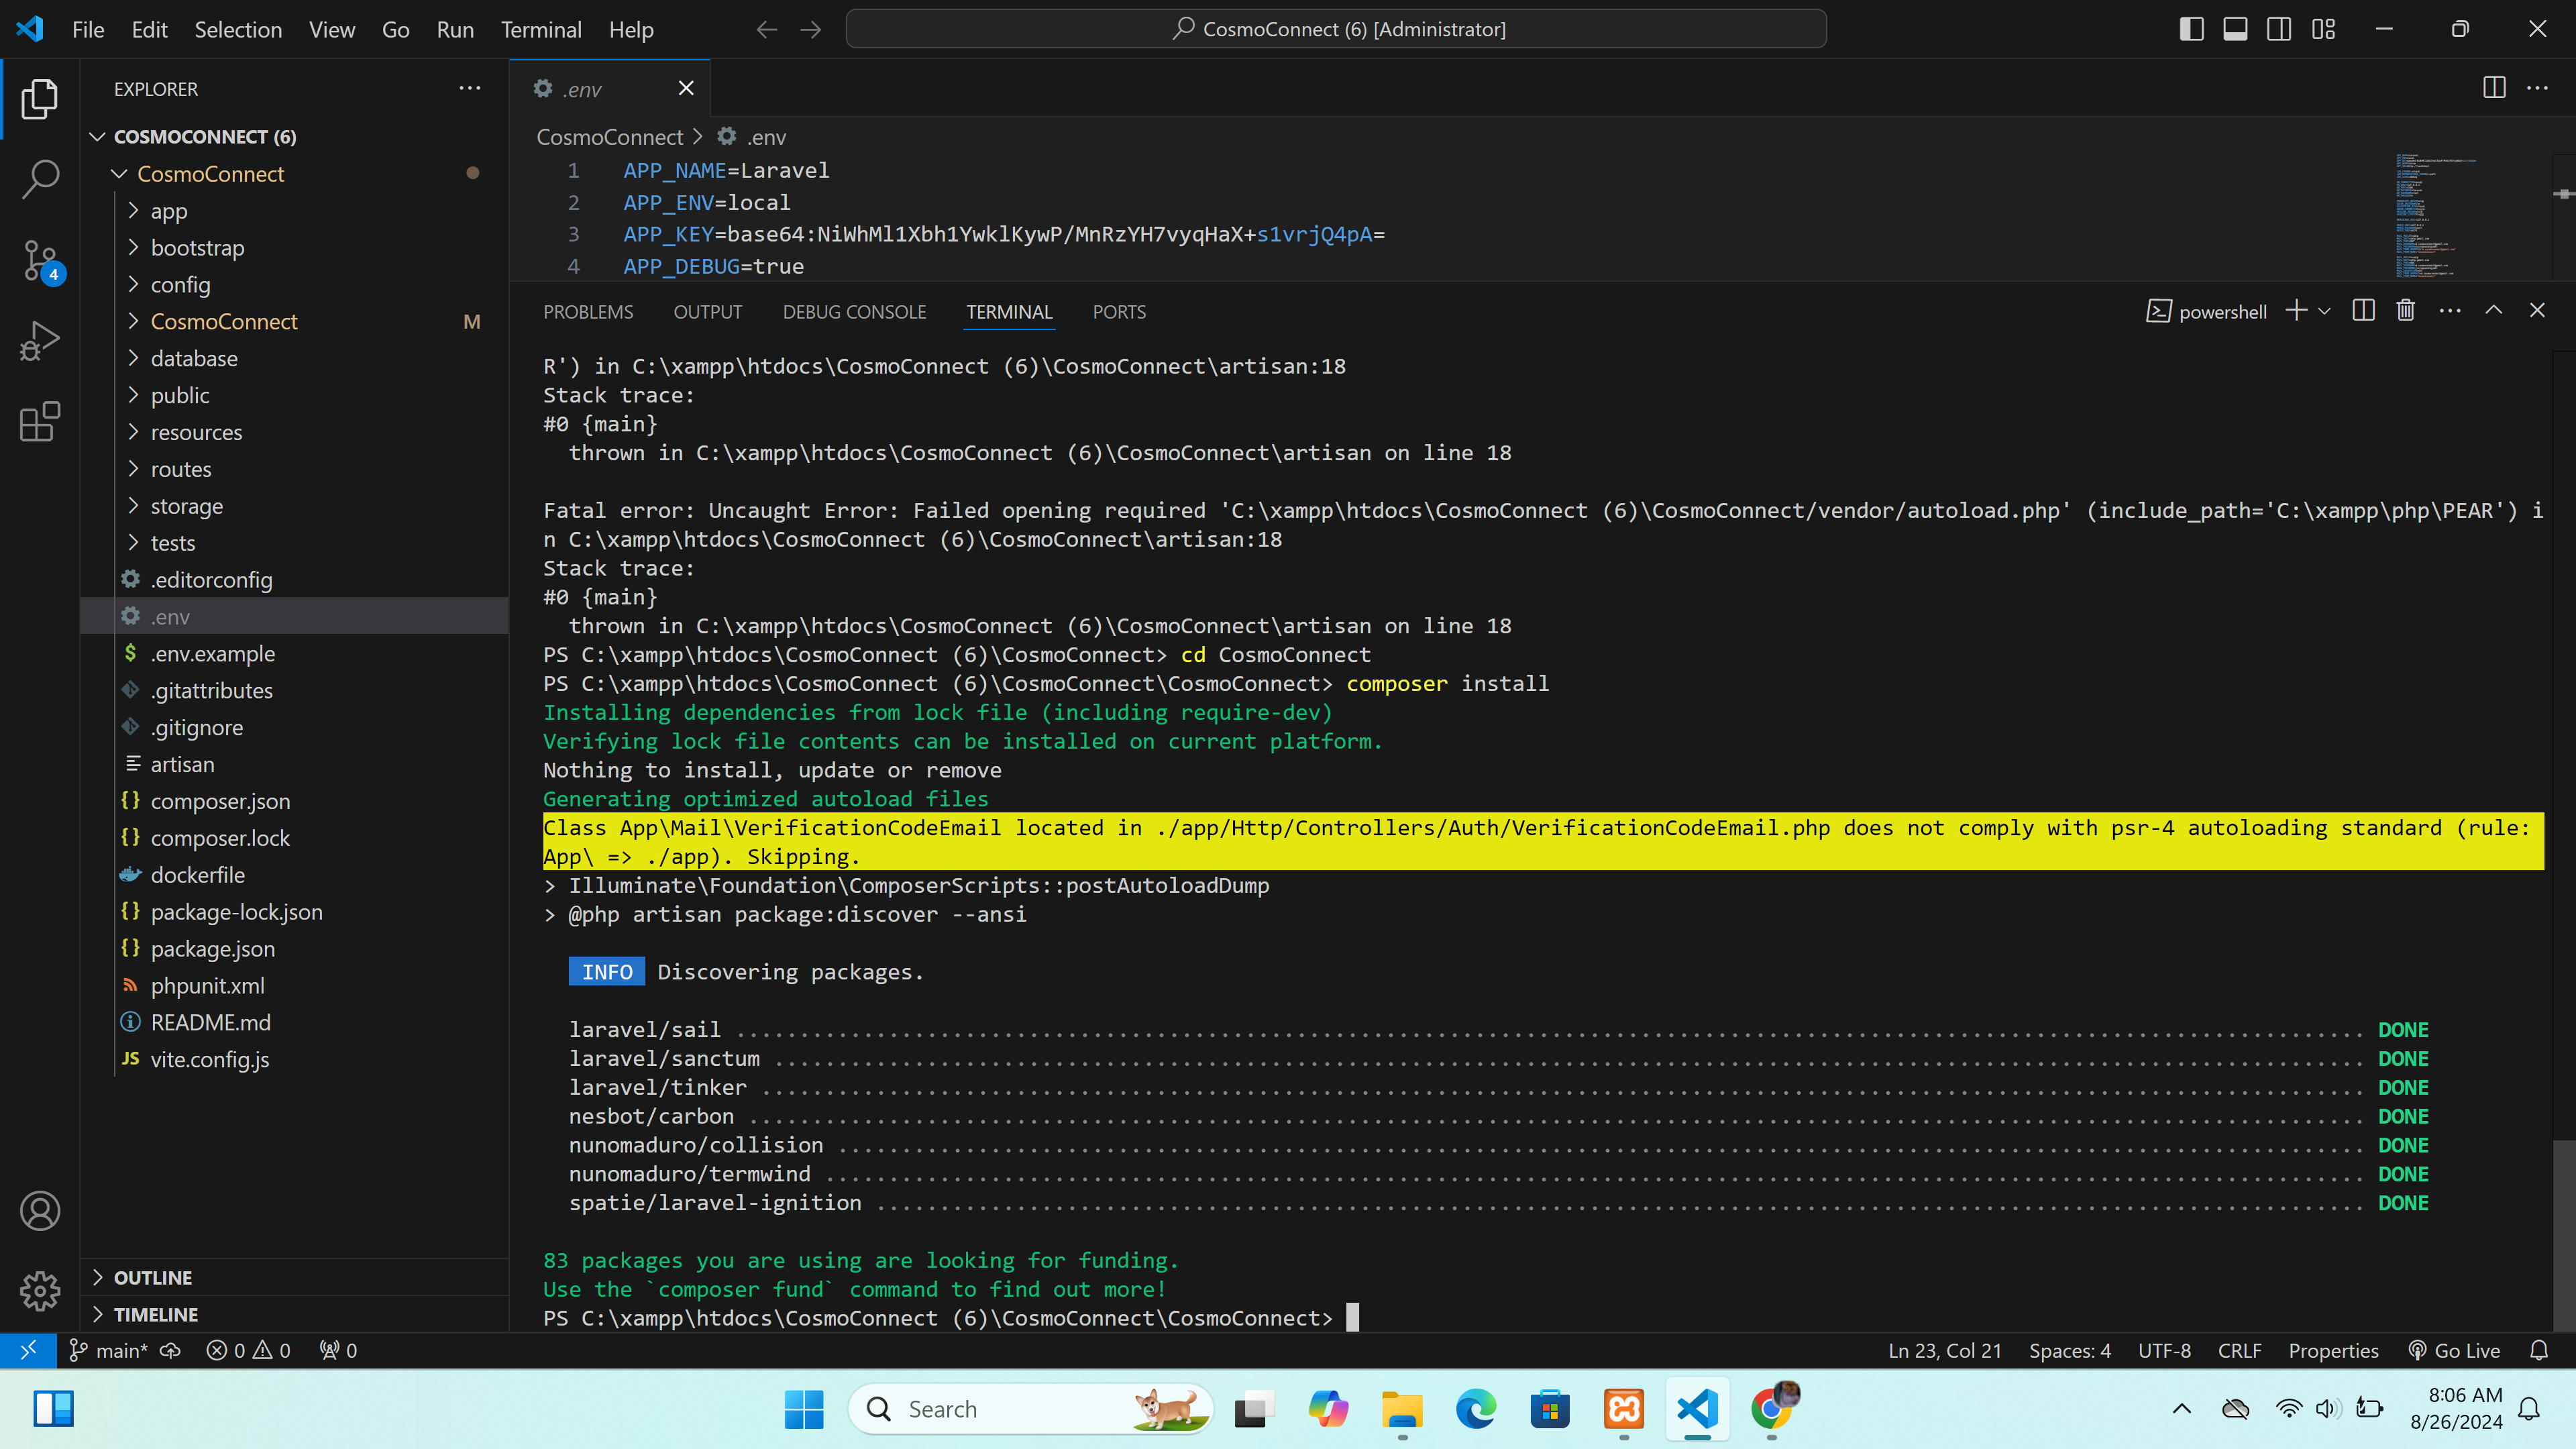 File Edit Selection View Go Run Terminal Help
CosmoConnect (6) [Administrator]
EXPLORER
COSMOCONNECT (6)
CosmoConnect
app
bootstrap
config
CosmoConnect M
database
public
resources
routes
storage
tests
.editorconfig
.env
.env.example
.gitattributes
.gitignore
artisan
composer.json
composer.lock
dockerfile
package-lock.json
package.json
phpunit.xml
README.md
vite.config.js
OUTLINE
TIMELINE
4
.env
CosmoConnect > .env
1 APP_NAME=Laravel
2 APP_ENV=local
3 APP_KEY=base64:NiWhMl1Xbh1YwklKywP/MnRzYH7vyqHaX+s1vrjQ4pA=
4 APP_DEBUG=true
PROBLEMS OUTPUT DEBUG CONSOLE TERMINAL PORTS
powershell
R') in C:\xampp\htdocs\CosmoConnect (6)\CosmoConnect\artisan:18
Stack trace:
#0 {main}
thrown in C:\xampp\htdocs\CosmoConnect (6)\CosmoConnect\artisan on line 18
Fatal error: Uncaught Error: Failed opening required 'C:\xampp\htdocs\CosmoConnect (6)\CosmoConnect/vendor/autoload.php' (include_path='C:\xampp\php\PEAR') i
n C:\xampp\htdocs\CosmoConnect (6)\CosmoConnect\artisan:18
Stack trace:
#0 {main}
thrown in C:\xampp\htdocs\CosmoConnect (6)\CosmoConnect\artisan on line 18
PS C:\xampp\htdocs\CosmoConnect (6)\CosmoConnect> cd CosmoConnect
PS C:\xampp\htdocs\CosmoConnect (6)\CosmoConnect\CosmoConnect> composer install
Installing dependencies from lock file (including require-dev)
Verifying lock file contents can be installed on current platform.
Nothing to install, update or remove
Generating optimized autoload files
Class App\Mail\VerificationCodeEmail located in ./app/Http/Controllers/Auth/VerificationCodeEmail.php does not comply with psr-4 autoloading standard (rule:
App\ => ./app). Skipping.
> Illuminate\Foundation\ComposerScripts::postAutoloadDump
> @php artisan package:discover --ansi
INFO Discovering packages.
laravel/sail ........ DONE
laravel/sanctum ........ DONE
laravel/tinker ........ DONE
nesbot/carbon ........ DONE
nunomaduro/collision ........ DONE
nunomaduro/termwind ........ DONE
spatie/laravel-ignition ........ DONE
83 packages you are using are looking for funding.
Use the `composer fund` command to find out more!
PS C:\xampp\htdocs\CosmoConnect (6)\CosmoConnect\CosmoConnect>
main* 0 0 0 Ln 23, Col 21 Spaces: 4 UTF-8 CRLF Properties Go Live
Search
8:06 AM
8/26/2024